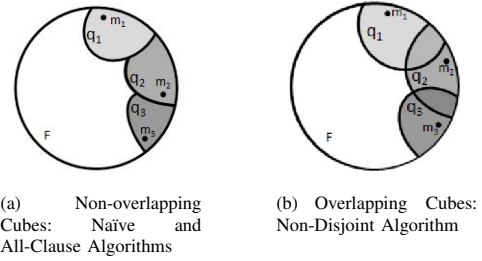 m₁
q₁
q₂
m₂
q₃
m₃
F
(a) Non-overlapping
Cubes: Naïve and
All-Clause Algorithms
m₁
q₁
m₂
q₂
q₃
m₃
F
(b) Overlapping Cubes:
Non-Disjoint Algorithm